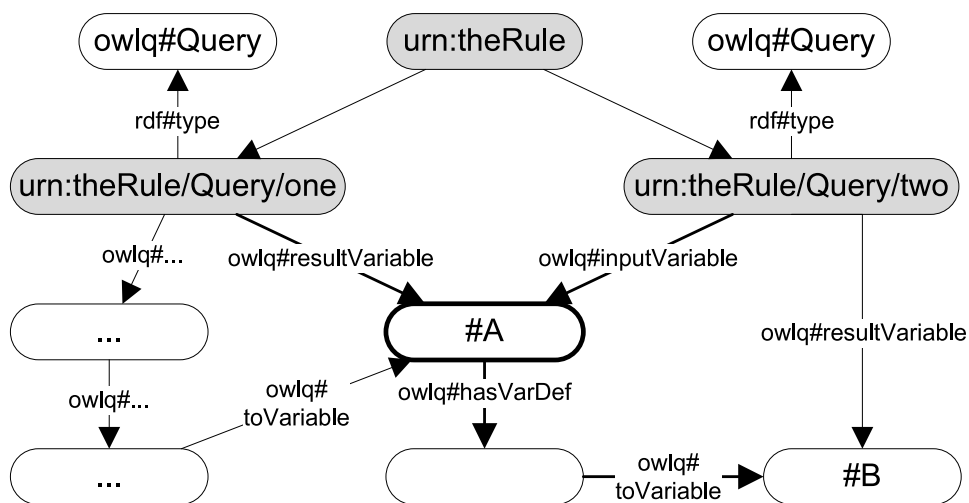 owlq#Query
urn:theRule
owlq#Query
rdf#type
rdf#type
urn:theRule/Query/one
urn:theRule/Query/two
owlq#...
owlq#resultVariable
owlq#inputVariable
...
#A
owlq#resultVariable
owlq#...
owlq#
toVariable
owlq#hasVarDef
...
owlq#
toVariable
#B